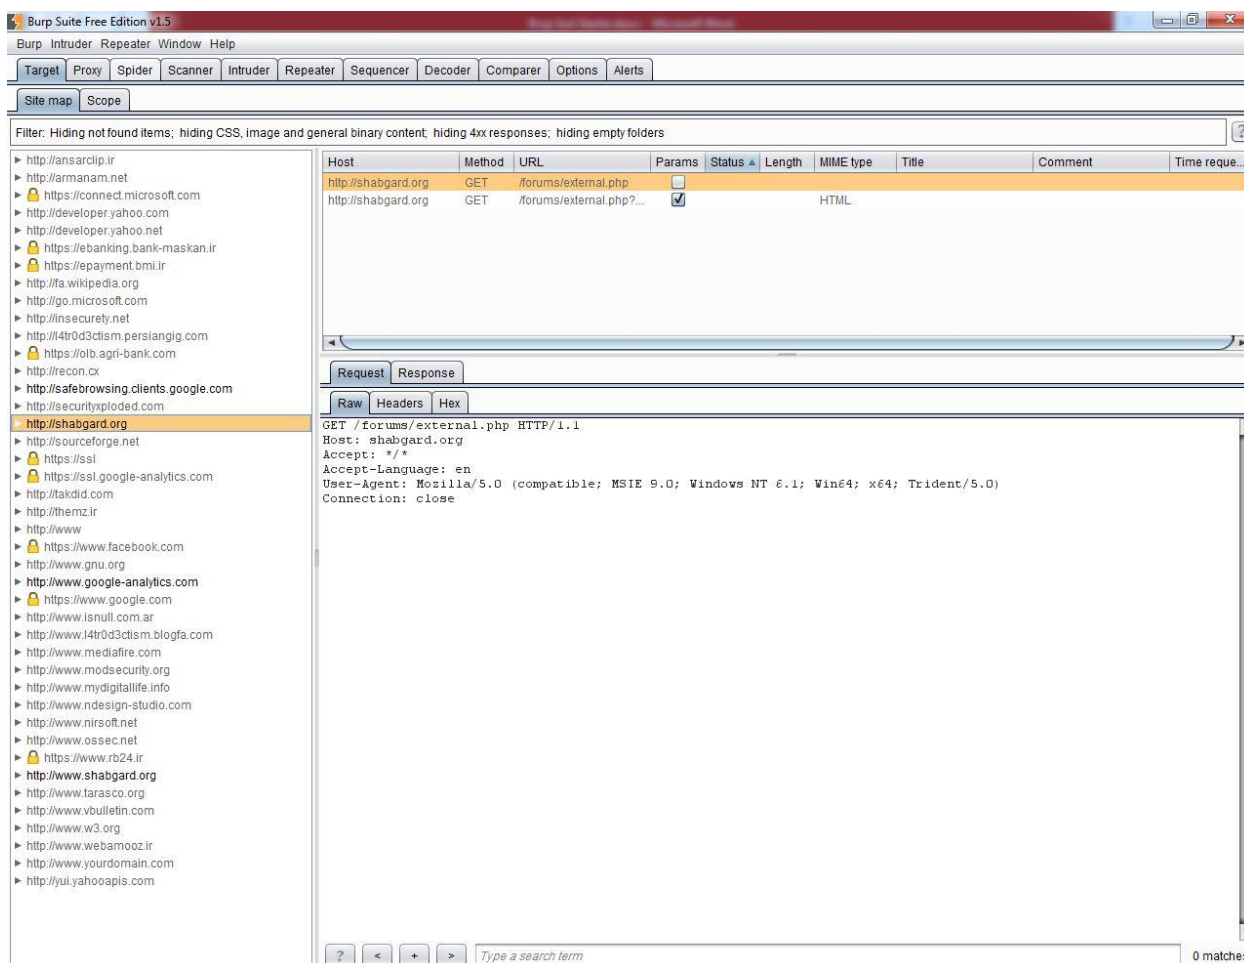 Burp Suite Free Edition v1.5
Burp Intruder Repeater Window Help
Target Proxy Spider Scanner Intruder Repeater Sequencer Decoder Comparer Options Alerts
Site map Scope
Filter: Hiding not found items; hiding CSS, image and general binary content; hiding 4xx responses; hiding empty folders ?
http://ansarclip.ir
http://armanam.net
https://connect.microsoft.com
http://developer.yahoo.com
http://developer.yahoo.net
https://ebanking.bank-maskan.ir
https://epayment.bmi.ir
http://fa.wikipedia.org
http://go.microsoft.com
http://insecurety.net
http://l4tr0d3ctism.persiangig.com
https://olb.agri-bank.com
http://recon.cx
http://safebrowsing.clients.google.com
http://securityxploded.com
http://shabgard.org
http://sourceforge.net
https://ssl
https://ssl.google-analytics.com
http://takdid.com
http://themz.ir
http://www
https://www.facebook.com
http://www.gnu.org
http://www.google-analytics.com
https://www.google.com
http://www.isnull.com.ar
http://www.l4tr0d3ctism.blogfa.com
http://www.mediafire.com
http://www.modsecurity.org
http://www.mydigitallife.info
http://www.ndesign-studio.com
http://www.nirsoft.net
http://www.ossec.net
https://www.rb24.ir
http://www.shabgard.org
http://www.tarasco.org
http://www.vbulletin.com
http://www.w3.org
http://www.webamooz.ir
http://www.yourdomain.com
http://yui.yahooapis.com
Host Method URL Params Status Length MIME type Title Comment Time reque...
http://shabgard.org GET /forums/external.php
http://shabgard.org GET /forums/external.php?... HTML
Request Response
Raw Headers Hex
GET /forums/external.php HTTP/1.1
Host: shabgard.org
Accept: */*
Accept-Language: en
User-Agent: Mozilla/5.0 (compatible; MSIE 9.0; Windows NT 6.1; Win64; x64; Trident/5.0)
Connection: close
? < + > Type a search term 0 matches